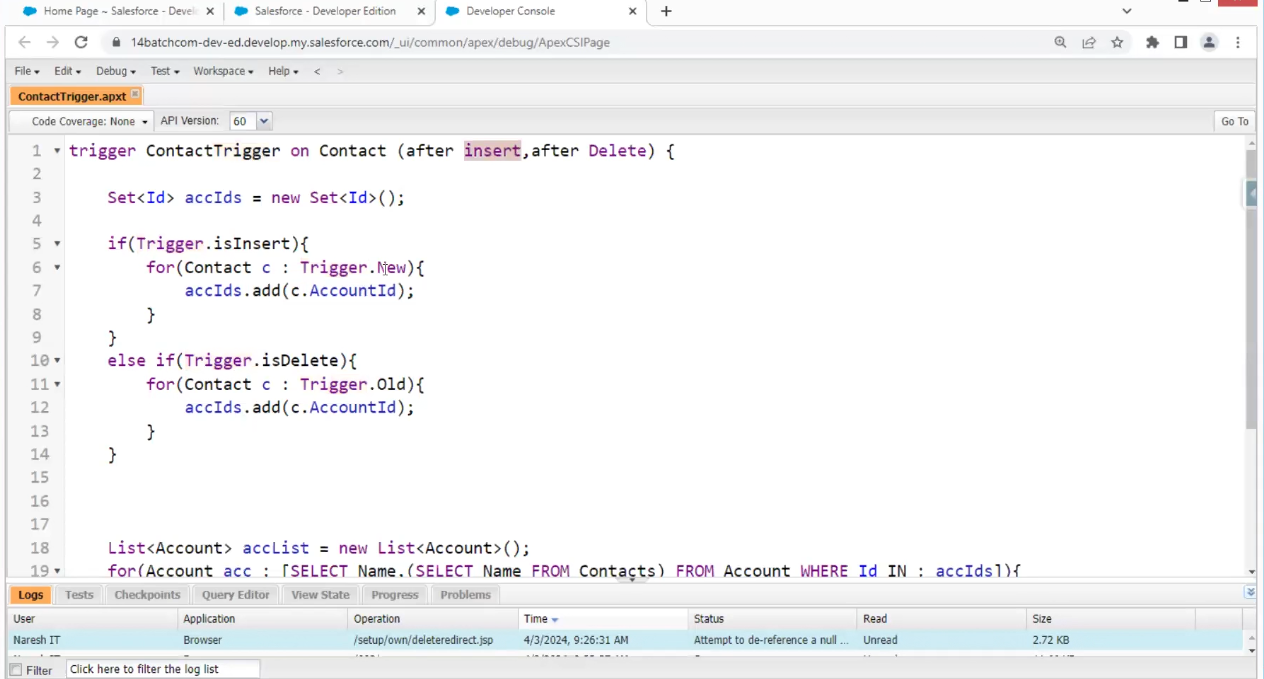 Home Page ~ Salesforce - Devel
Salesforce - Developer Edition
Developer Console
14batchcom-dev-ed.develop.my.salesforce.com/_ui/common/apex/debug/ApexCSIPage
File Edit Debug Test Workspace Help < >
ContactTrigger.apxt
Code Coverage: None API Version: 60 Go To
1 trigger ContactTrigger on Contact (after insert,after Delete) {
2
3 Set<Id> accIds = new Set<Id>();
4
5 if(Trigger.isInsert){
6 for(Contact c : Trigger.New){
7 accIds.add(c.AccountId);
8 }
9 }
10 else if(Trigger.isDelete){
11 for(Contact c : Trigger.Old){
12 accIds.add(c.AccountId);
13 }
14 }
15
16
17
18 List<Account> accList = new List<Account>();
19 for(Account acc : [SELECT Name,(SELECT Name FROM Contacts) FROM Account WHERE Id IN : accIds]){
Logs Tests Checkpoints Query Editor View State Progress Problems
User Application Operation Time Status Read Size
Naresh IT Browser /setup/own/deleteredirect.jsp 4/3/2024, 9:26:31 AM Attempt to de-reference a null ... Unread 2.72 KB
Filter Click here to filter the log list